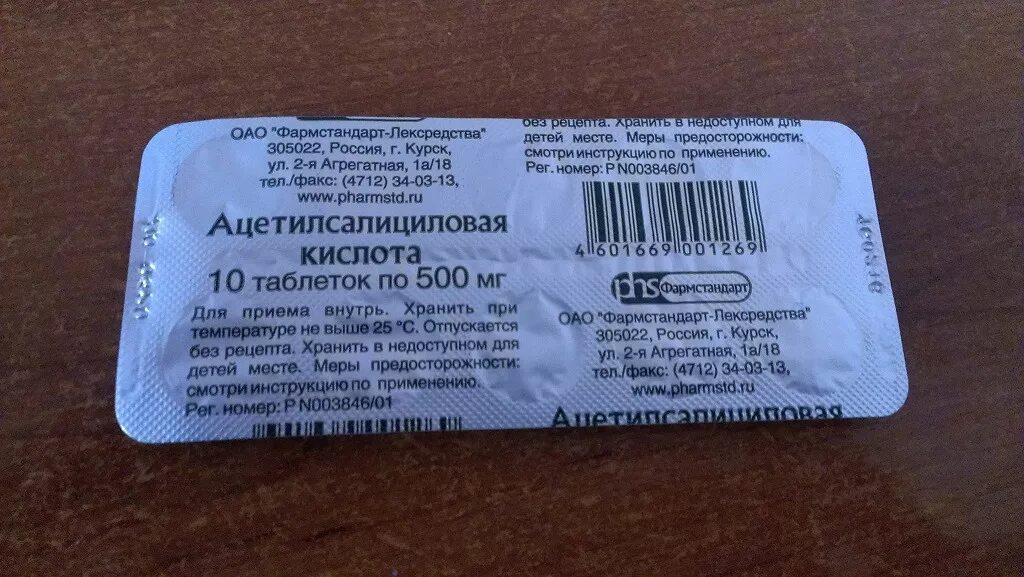 ОАО "Фармстандарт-Лексредства"
305022, Россия, г. Курск,
ул. 2-я Агрегатная, 1а/18
тел./факс: (4712) 34-03-13,
www.pharmstd.ru
Ацетилсалициловая
кислота
10 таблеток по 500 мг
Для приема внутрь. Хранить при
температуре не выше 25 °С. Отпускается
без рецепта. Хранить в недоступном для
детей месте. Меры предосторожности:
смотри инструкцию по применению.
Рег. номер: Р N003846/01
без рецепта. Хранить в недоступном для
детей месте. Меры предосторожности:
смотри инструкцию по применению.
Рег. номер: Р N003846/01
4 601669 001269
phs Фармстандарт
ОАО "Фармстандарт-Лексредства"
305022, Россия, г. Курск,
ул. 2-я Агрегатная, 1а/18
тел./факс: (4712) 34-03-13,
www.pharmstd.ru
Ацетилсалициловая